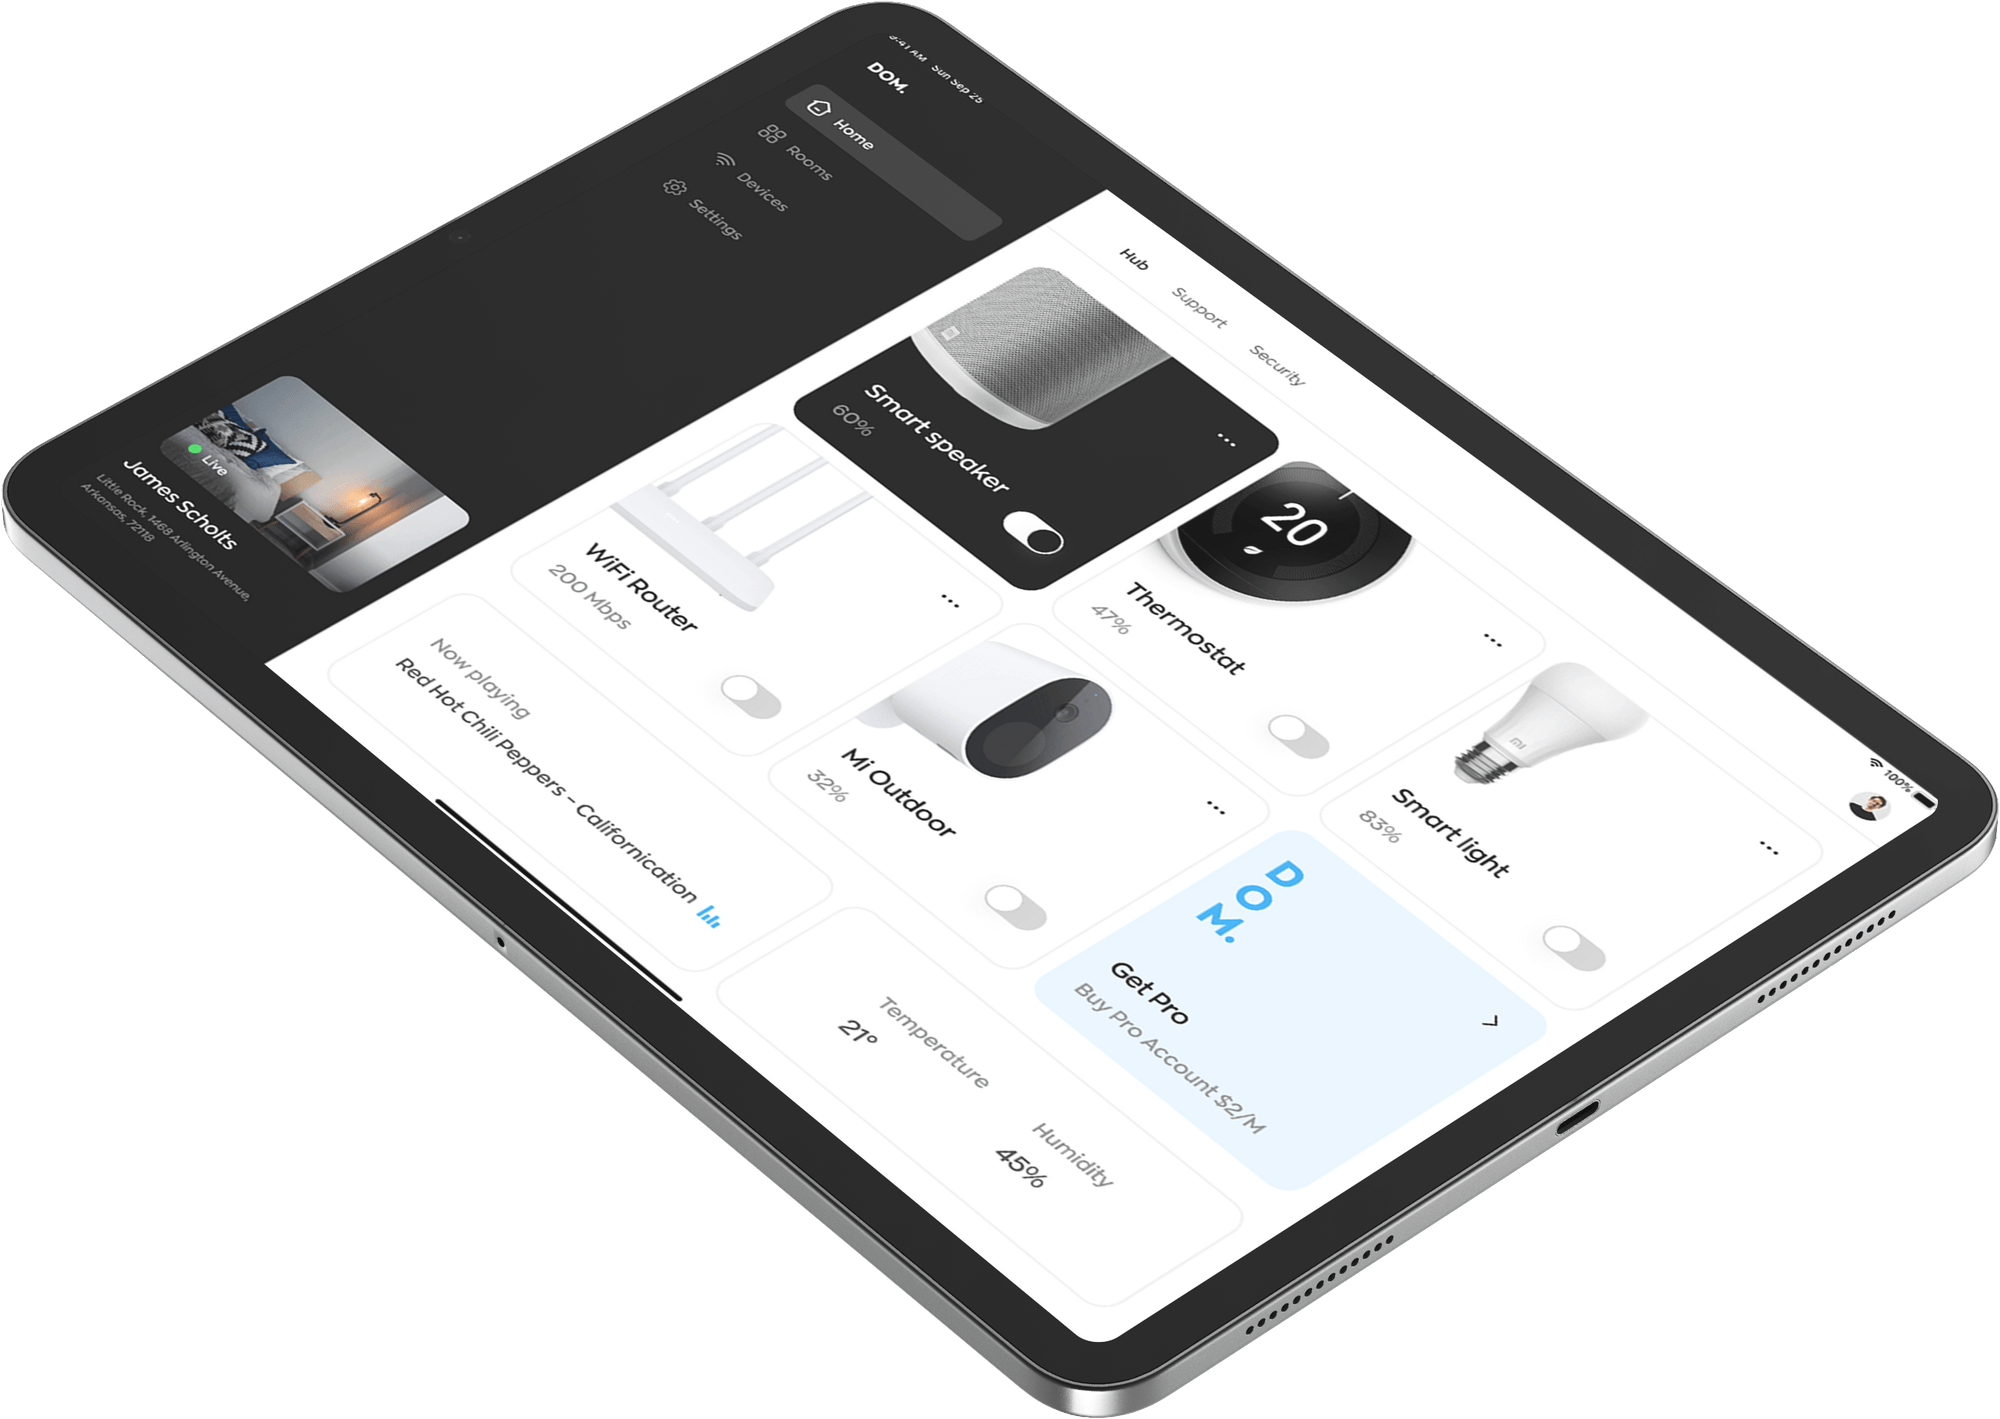 9:41 AM Sun Sep 25
DOM.
Home
Rooms
Devices
Settings
Live
James Scholts
Little Rock, 1468 Arlington Avenue,
Arkansas, 72118
100%
Hub
Support
Security
Smart speaker
60%
20
Thermostat
47%
Smart light
83%
WiFi Router
200 Mbps
Mi Outdoor
32%
DOM.
Get Pro
Buy Pro Account $2/M
Now playing
Red Hot Chili Peppers - Californication
Temperature
21°
Humidity
45%
mi